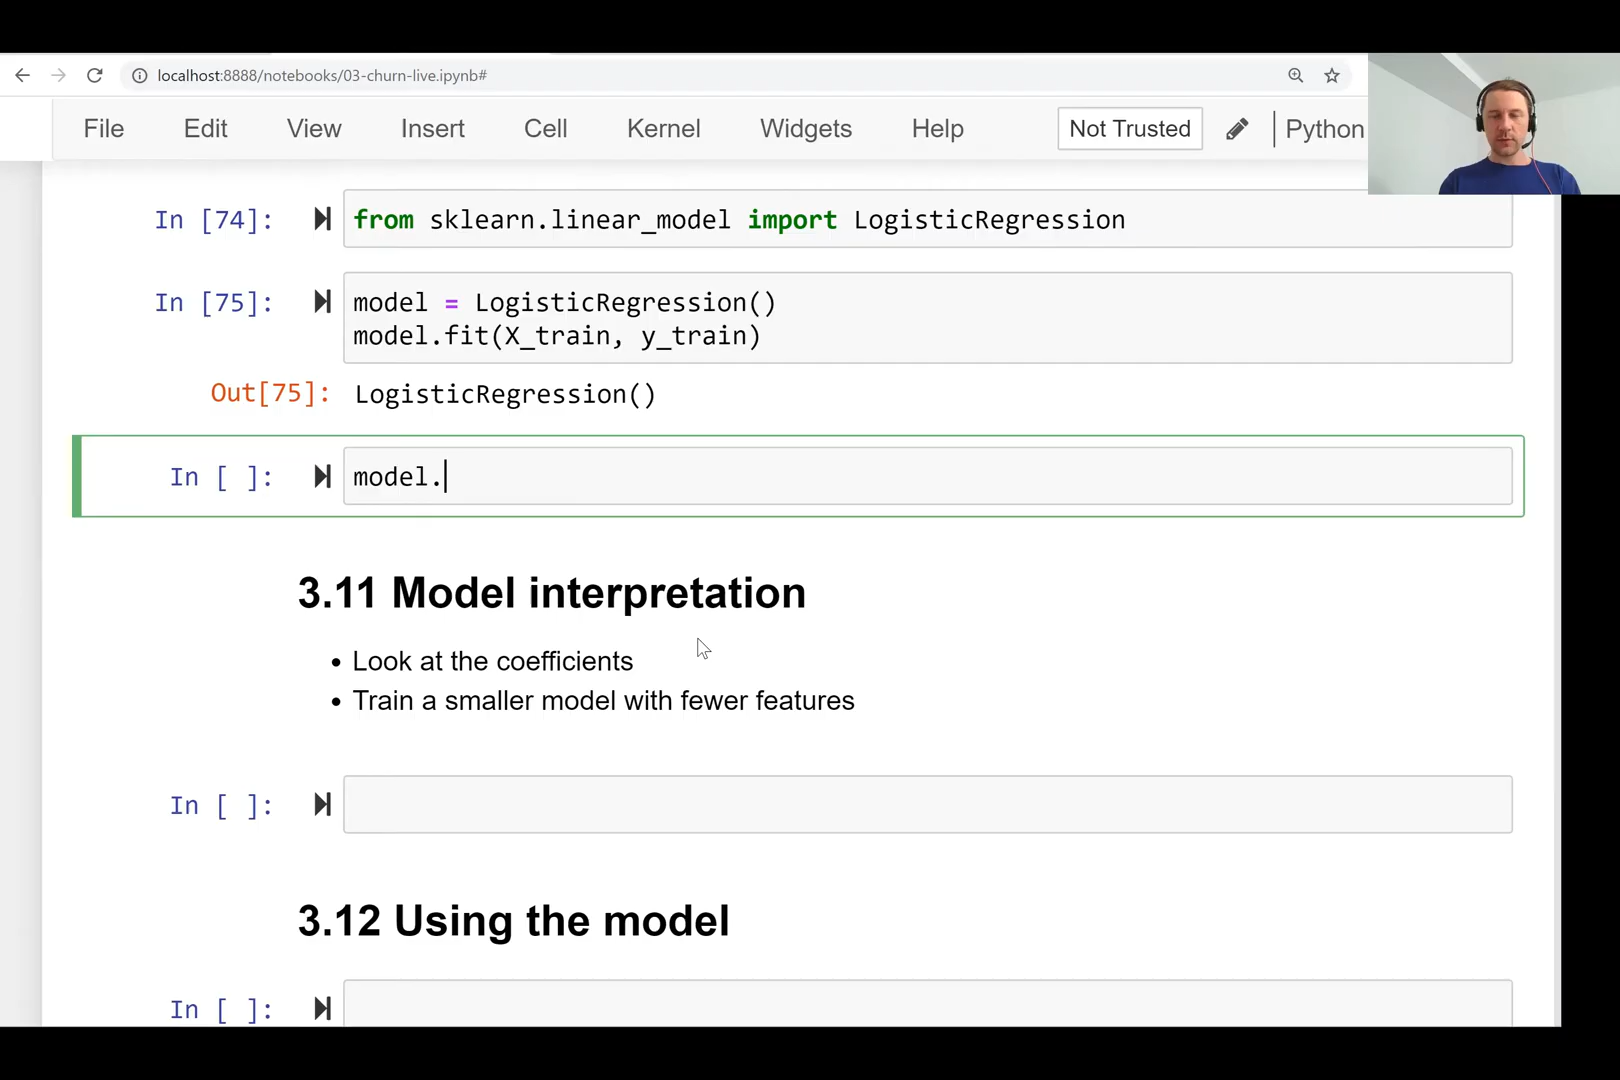 localhost:8888/notebooks/03-churn-live.ipynb#
File Edit View Insert Cell Kernel Widgets Help Not Trusted Python
In [74]: from sklearn.linear_model import LogisticRegression
In [75]: model = LogisticRegression()
model.fit(X_train, y_train)
Out[75]: LogisticRegression()
In [ ]: model.
3.11 Model interpretation
• Look at the coefficients
• Train a smaller model with fewer features
In [ ]:
3.12 Using the model
In [ ]: